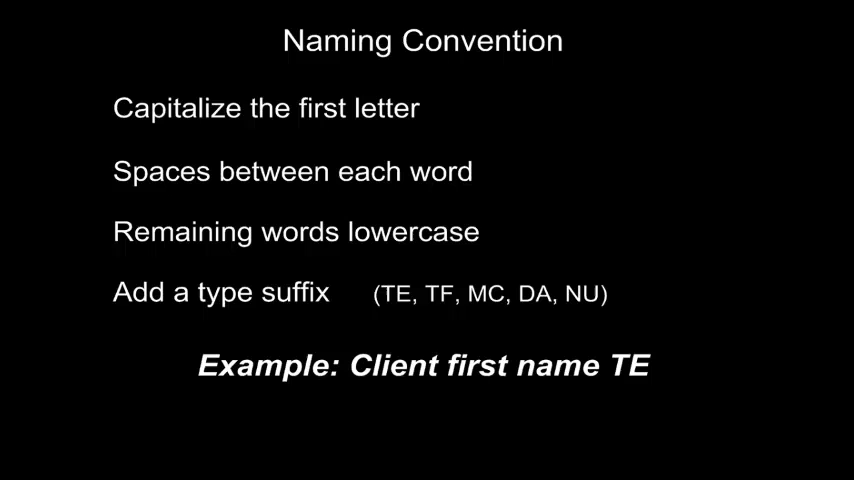 Naming Convention
Capitalize the first letter
Spaces between each word
Remaining words lowercase
Add a type suffix (TE, TF, MC, DA, NU)
Example: Client first name TE